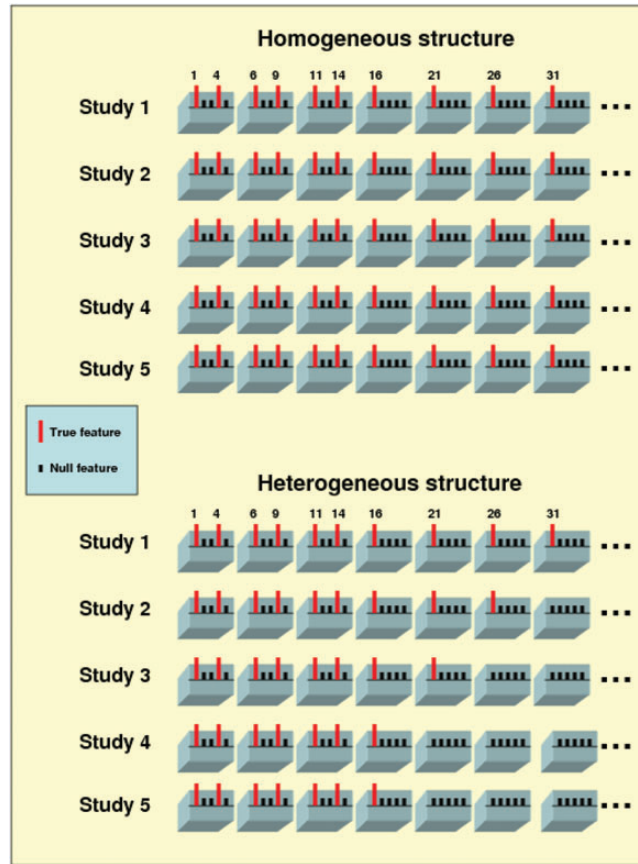 Homogeneous structure
1 4 6 9 11 14 16 21 26 31
Study 1
Study 2
Study 3
Study 4
Study 5
True feature
Null feature
Heterogeneous structure
1 4 6 9 11 14 16 21 26 31
Study 1
Study 2
Study 3
Study 4
Study 5